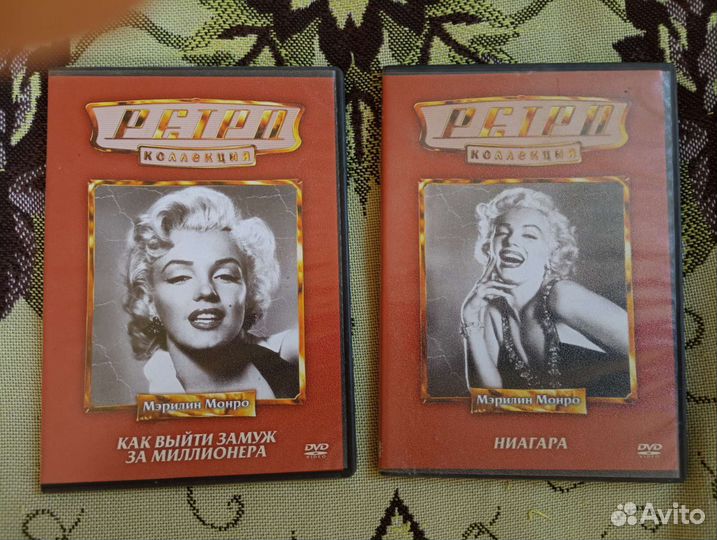 РЕТРО
КОЛЛЕКЦИЯ
Мэрилин Монро
КАК ВЫЙТИ ЗАМУЖ
ЗА МИЛЛИОНЕРА
DVD
VIDEO
РЕТРО
КОЛЛЕКЦИЯ
Мэрилин Монро
НИАГАРА
DVD
VIDEO
Avito